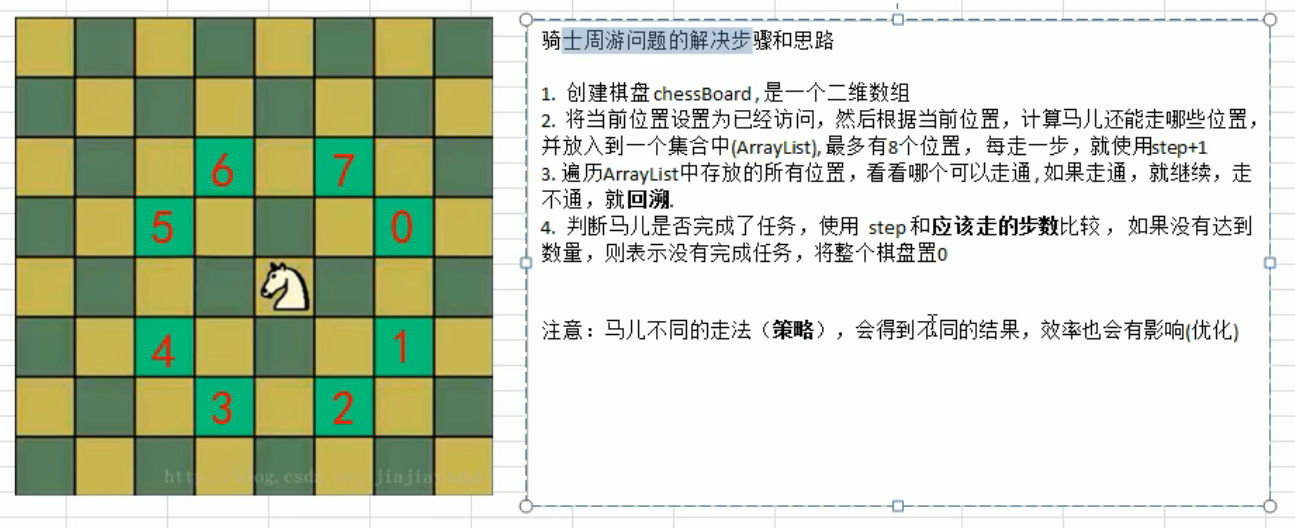 6 7
5 0
4 1
3 2
骑士周游问题的解决步骤和思路
1. 创建棋盘 chessBoard , 是一个二维数组
2. 将当前位置设置为已经访问，然后根据当前位置，计算马儿还能走哪些位置，
并放入到一个集合中(ArrayList), 最多有8个位置， 每走一步，就使用step+1
3. 遍历ArrayList中存放的所有位置，看看哪个可以走通 , 如果走通，就继续，走
不通，就回溯.
4. 判断马儿是否完成了任务，使用 step 和应该走的步数比较 ， 如果没有达到
数量，则表示没有完成任务，将整个棋盘置0
注意：马儿不同的走法（策略），会得到不同的结果，效率也会有影响(优化)